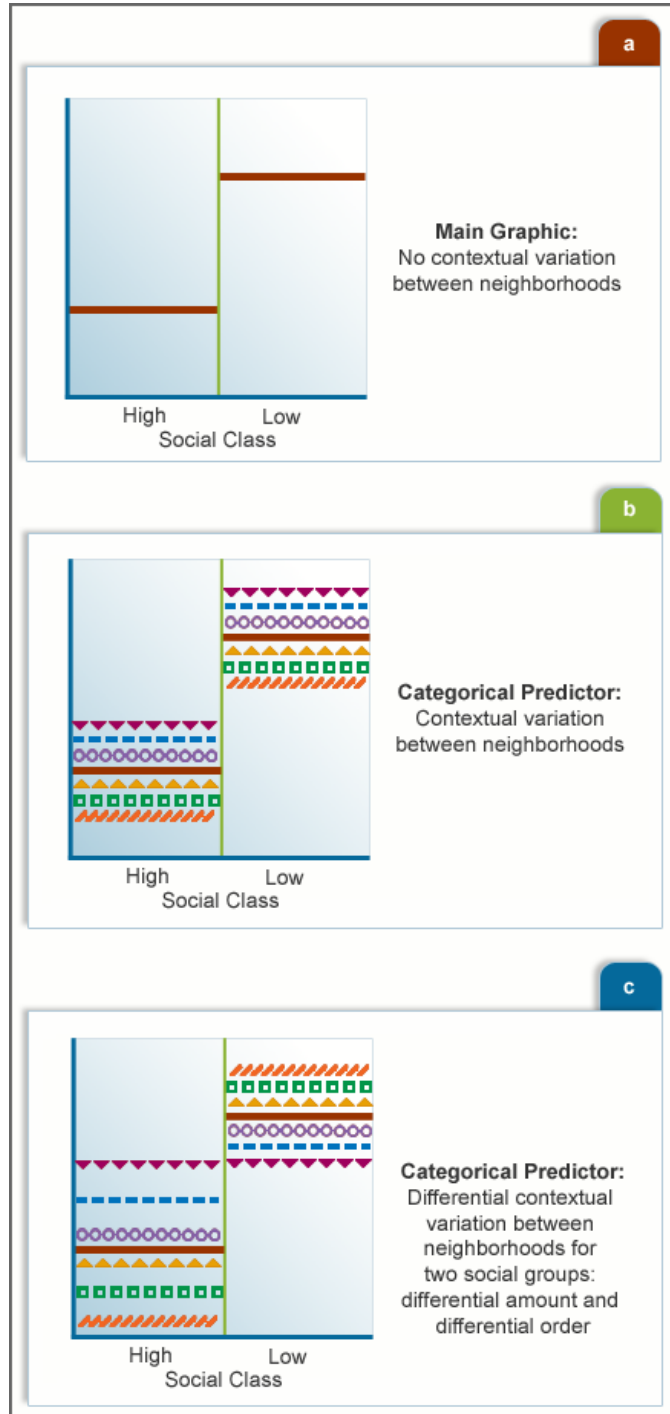 a
Main Graphic:
No contextual variation
between neighborhoods
High
Low
Social Class
b
Categorical Predictor:
Contextual variation
between neighborhoods
High
Low
Social Class
c
Categorical Predictor:
Differential contextual
variation between
neighborhoods for
two social groups:
differential amount and
differential order
High
Low
Social Class